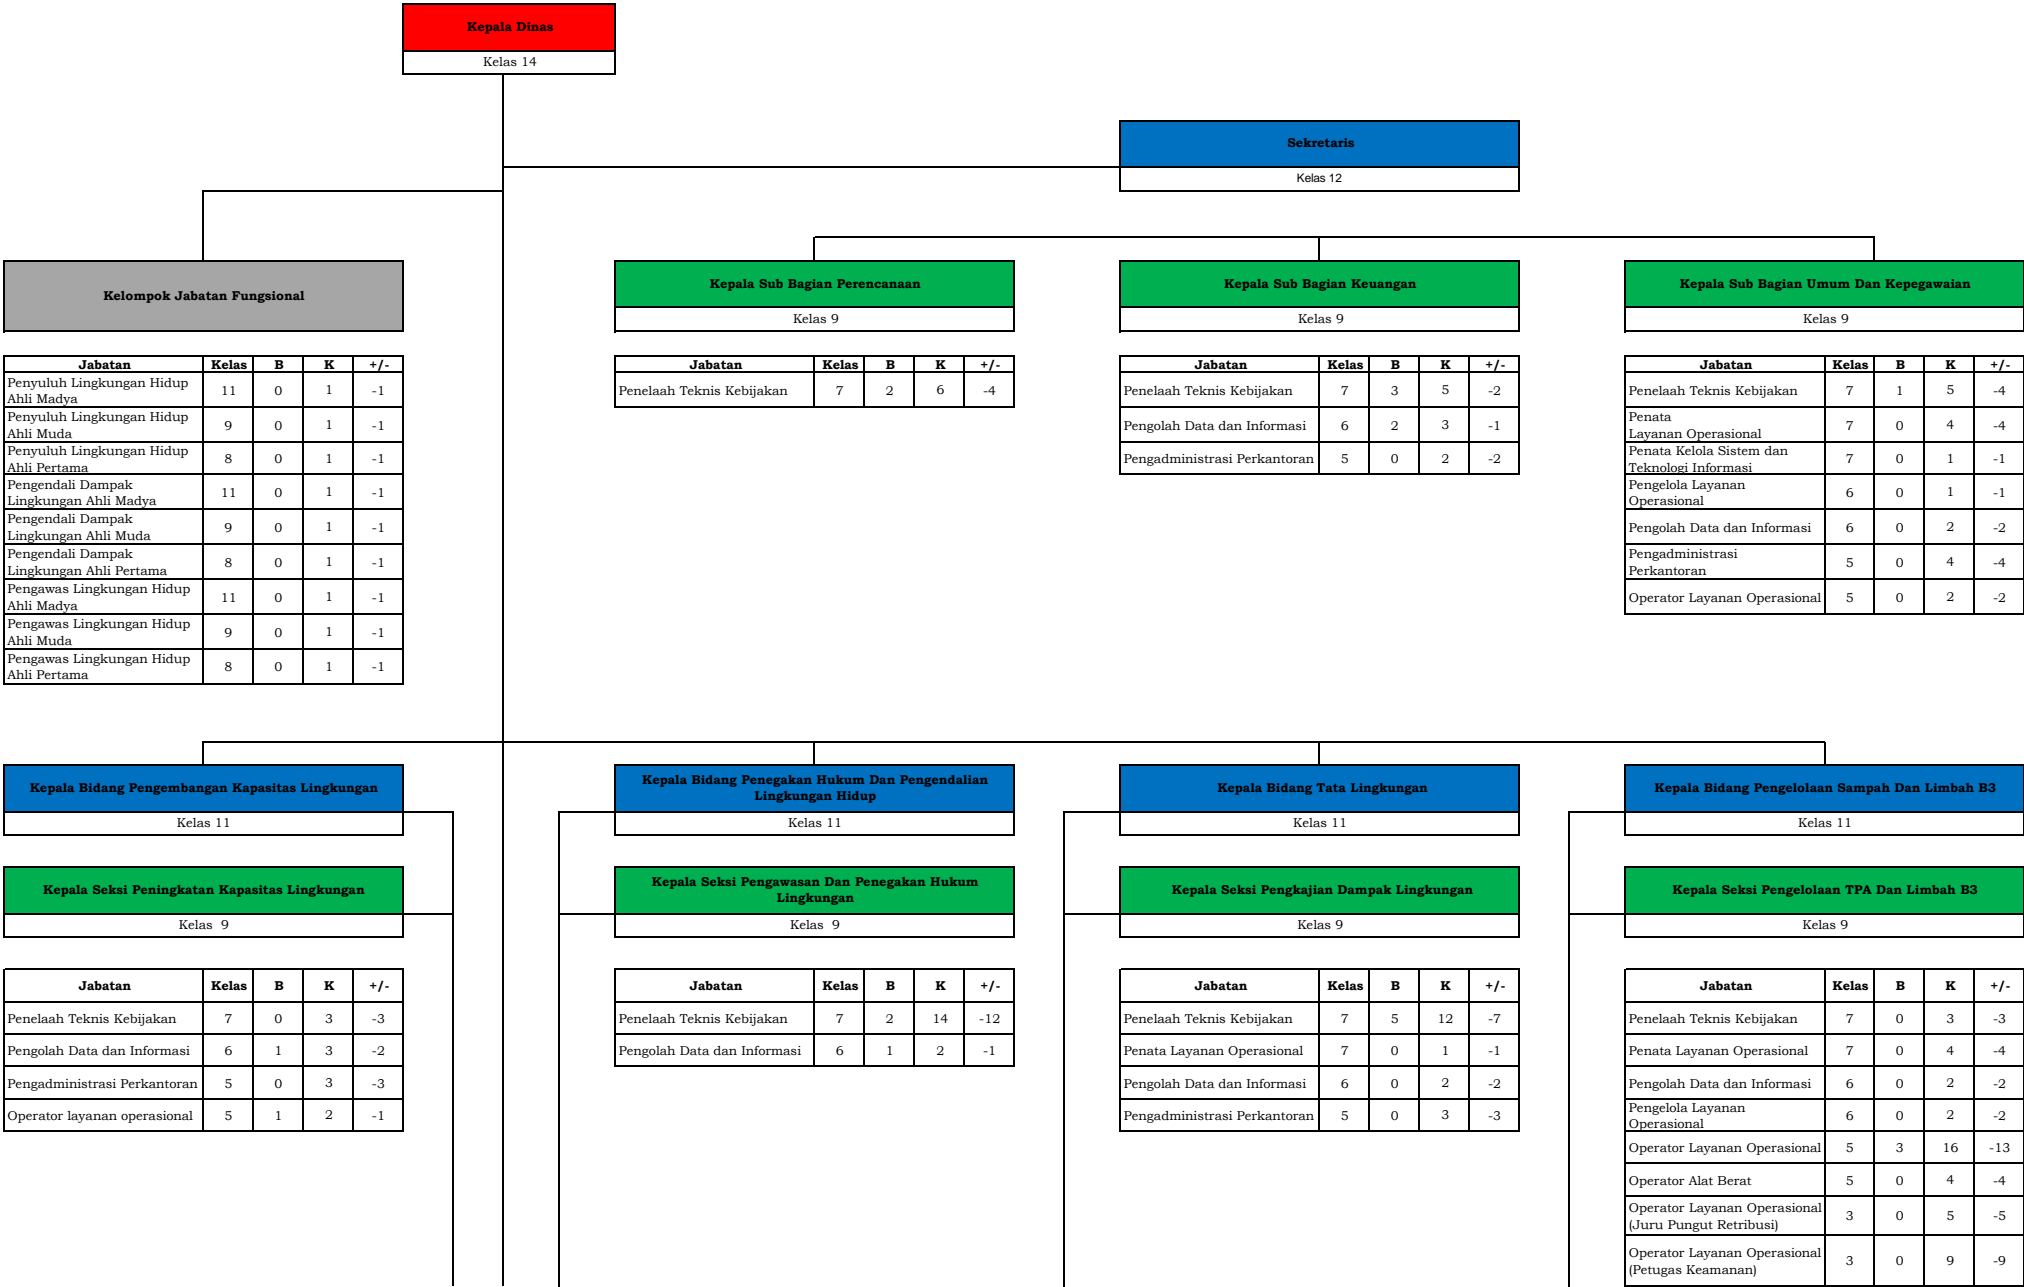 Kepala Dinas
Kelas 14
Sekretaris
Kelas 12
Kelompok Jabatan Fungsional
Kepala Sub Bagian Perencanaan
Kelas 9
Kepala Sub Bagian Keuangan
Kelas 9
Kepala Sub Bagian Umum Dan Kepegawaian
Kelas 9
Jabatan Kelas B K +/-
Penyuluh Lingkungan Hidup
Ahli Madya 11 0 1 -1
Penyuluh Lingkungan Hidup
Ahli Muda 9 0 1 -1
Penyuluh Lingkungan Hidup
Ahli Pertama 8 0 1 -1
Pengendali Dampak
Lingkungan Ahli Madya 11 0 1 -1
Pengendali Dampak
Lingkungan Ahli Muda 9 0 1 -1
Pengendali Dampak
Lingkungan Ahli Pertama 8 0 1 -1
Pengawas Lingkungan Hidup
Ahli Madya 11 0 1 -1
Pengawas Lingkungan Hidup
Ahli Muda 9 0 1 -1
Pengawas Lingkungan Hidup
Ahli Pertama 8 0 1 -1
Jabatan Kelas B K +/-
Penelaah Teknis Kebijakan 7 2 6 -4
Jabatan Kelas B K +/-
Penelaah Teknis Kebijakan 7 3 5 -2
Pengolah Data dan Informasi 6 2 3 -1
Pengadministrasi Perkantoran 5 0 2 -2
Jabatan Kelas B K +/-
Penelaah Teknis Kebijakan 7 1 5 -4
Penata
Layanan Operasional 7 0 4 -4
Penata Kelola Sistem dan
Teknologi Informasi 7 0 1 -1
Pengelola Layanan
Operasional 6 0 1 -1
Pengolah Data dan Informasi 6 0 2 -2
Pengadministrasi
Perkantoran 5 0 4 -4
Operator Layanan Operasional 5 0 2 -2
Kepala Bidang Pengembangan Kapasitas Lingkungan
Kelas 11
Kepala Bidang Penegakan Hukum Dan Pengendalian
Lingkungan Hidup
Kelas 11
Kepala Bidang Tata Lingkungan
Kelas 11
Kepala Bidang Pengelolaan Sampah Dan Limbah B3
Kelas 11
Kepala Seksi Peningkatan Kapasitas Lingkungan
Kelas 9
Kepala Seksi Pengawasan Dan Penegakan Hukum
Lingkungan
Kelas 9
Kepala Seksi Pengkajian Dampak Lingkungan
Kelas 9
Kepala Seksi Pengelolaan TPA Dan Limbah B3
Kelas 9
Jabatan Kelas B K +/-
Penelaah Teknis Kebijakan 7 0 3 -3
Pengolah Data dan Informasi 6 1 3 -2
Pengadministrasi Perkantoran 5 0 3 -3
Operator layanan operasional 5 1 2 -1
Jabatan Kelas B K +/-
Penelaah Teknis Kebijakan 7 2 14 -12
Pengolah Data dan Informasi 6 1 2 -1
Jabatan Kelas B K +/-
Penelaah Teknis Kebijakan 7 5 12 -7
Penata Layanan Operasional 7 0 1 -1
Pengolah Data dan Informasi 6 0 2 -2
Pengadministrasi Perkantoran 5 0 3 -3
Jabatan Kelas B K +/-
Penelaah Teknis Kebijakan 7 0 3 -3
Penata Layanan Operasional 7 0 4 -4
Pengolah Data dan Informasi 6 0 2 -2
Pengelola Layanan
Operasional 6 0 2 -2
Operator Layanan Operasional 5 3 16 -13
Operator Alat Berat 5 0 4 -4
Operator Layanan Operasional
(Juru Pungut Retribusi) 3 0 5 -5
Operator Layanan Operasional
(Petugas Keamanan) 3 0 9 -9